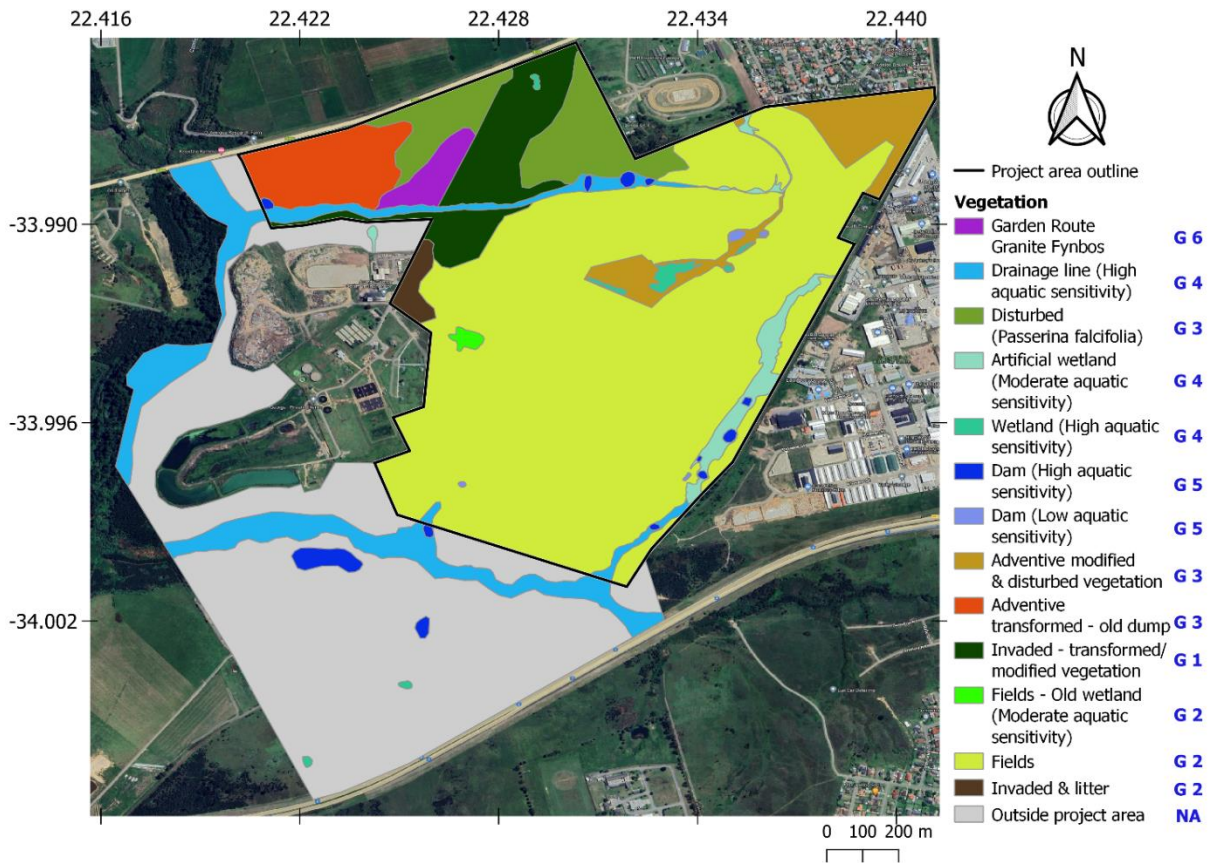 22.416 22.422 22.428 22.434 22.440
-33.990
-33.996
-34.002
N
Project area outline
Vegetation
Garden Route
Granite Fynbos
G 6
Drainage line (High
aquatic sensitivity)
G 4
Disturbed
(Passerina falcifolia)
G 3
Artificial wetland
(Moderate aquatic
sensitivity)
G 4
Wetland (High aquatic
sensitivity)
G 4
Dam (High aquatic
sensitivity)
G 5
Dam (Low aquatic
sensitivity)
G 5
Adventive modified
& disturbed vegetation
G 3
Adventive
transformed - old dump
G 3
Invaded - transformed/
modified vegetation
G 1
Fields - Old wetland
(Moderate aquatic
sensitivity)
G 2
Fields
G 2
Invaded & litter
G 2
Outside project area
NA
0 100 200 m